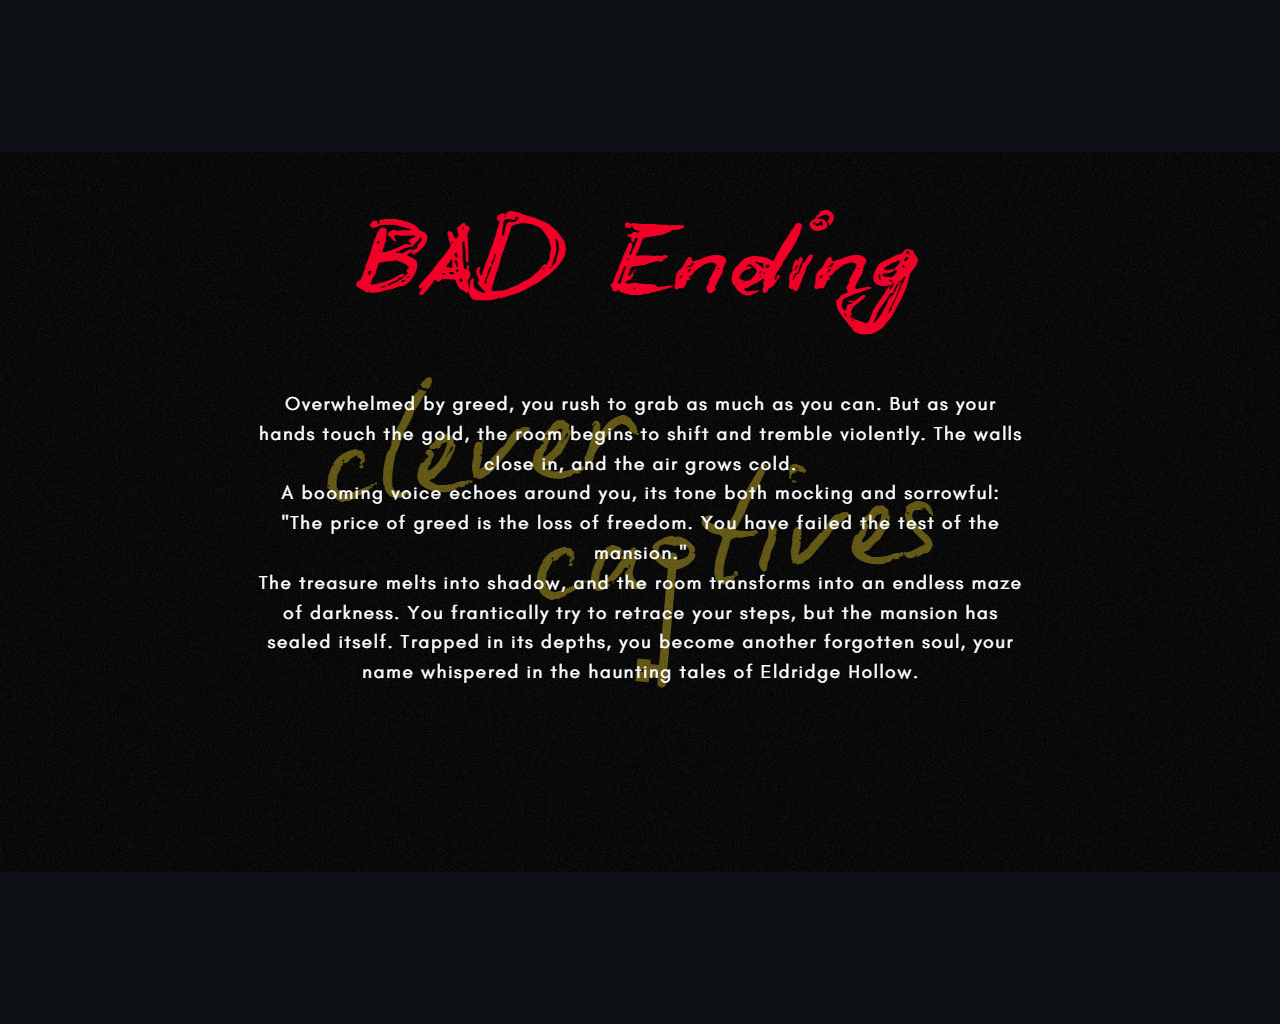 BAD Ending
clever
captives
Overwhelmed by greed, you rush to grab as much as you can. But as your
hands touch the gold, the room begins to shift and tremble violently. The walls
close in, and the air grows cold.
A booming voice echoes around you, its tone both mocking and sorrowful:
"The price of greed is the loss of freedom. You have failed the test of the
mansion."
The treasure melts into shadow, and the room transforms into an endless maze
of darkness. You frantically try to retrace your steps, but the mansion has
sealed itself. Trapped in its depths, you become another forgotten soul, your
name whispered in the haunting tales of Eldridge Hollow.